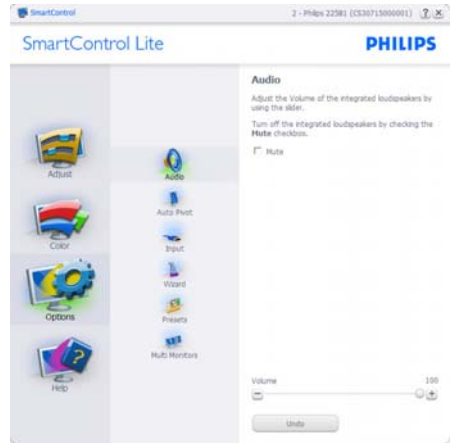 SmartControl
2 - Philips 225B1 (CS30715000001)
SmartControl Lite
PHILIPS
Adjust
Color
Options
Help
Audio
Auto Pivot
Input
Wizard
Presets
Multi Monitors
Audio
Adjust the Volume of the integrated loudspeakers by
using the slider.
Turn off the integrated loudspeakers by checking the
Mute checkbox.
Mute
Volume
100
Undo